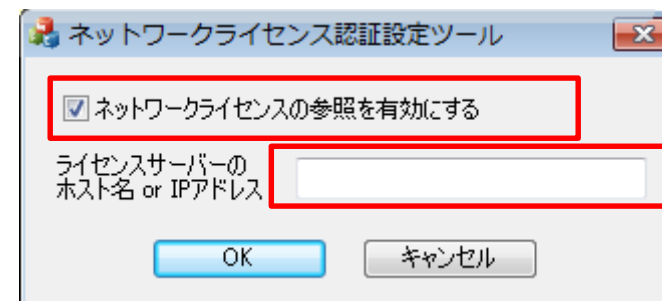 ネットワークライセンス認証設定ツール
ネットワークライセンスの参照を有効にする
ライセンスサーバーの
ホスト名 or IPアドレス
OK キャンセル